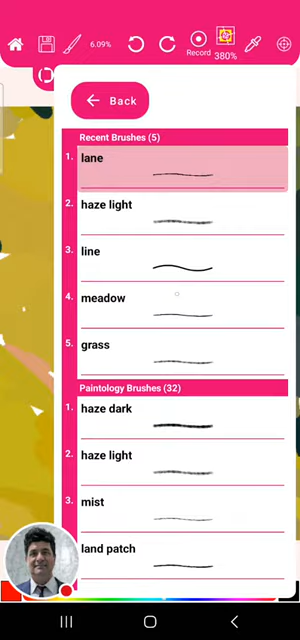 6.09%
Record
380%
Back
Recent Brushes (5)
1. lane
2. haze light
3. line
4. meadow
5. grass
Paintology Brushes (32)
1. haze dark
2. haze light
3. mist
land patch